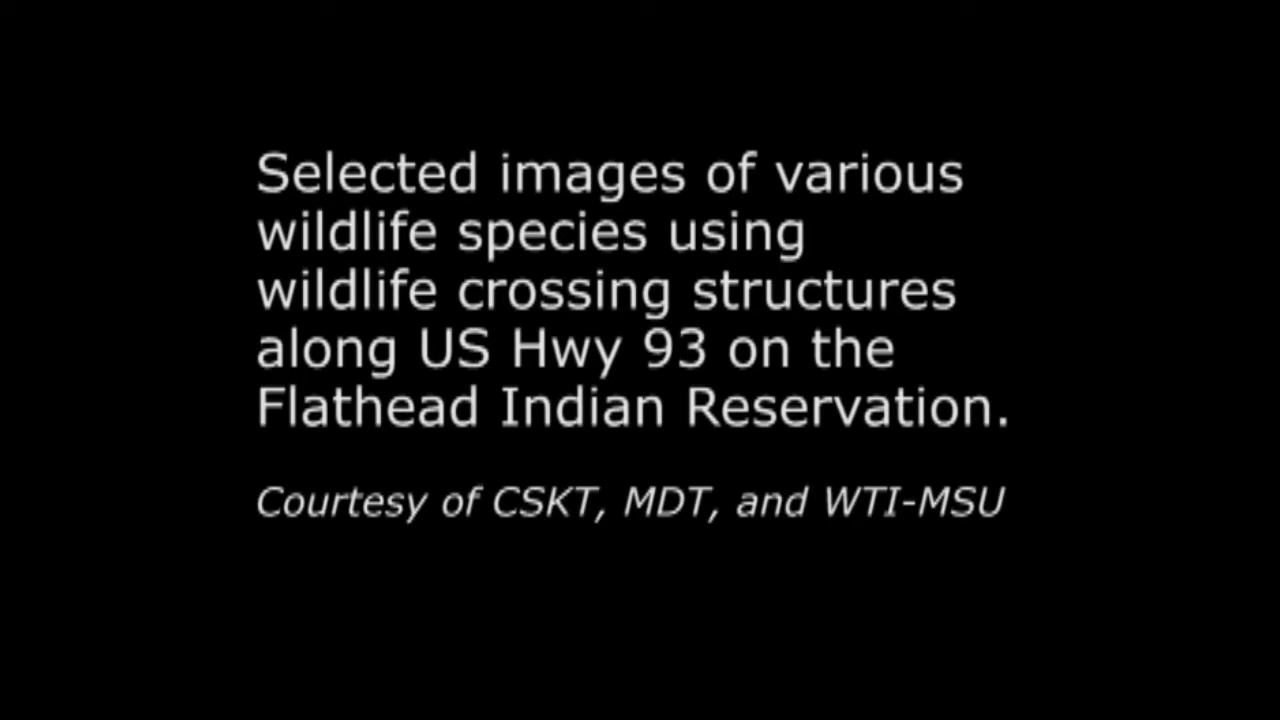 Selected images of various
wildlife species using
wildlife crossing structures
along US Hwy 93 on the
Flathead Indian Reservation.
Courtesy of CSKT, MDT, and WTI-MSU